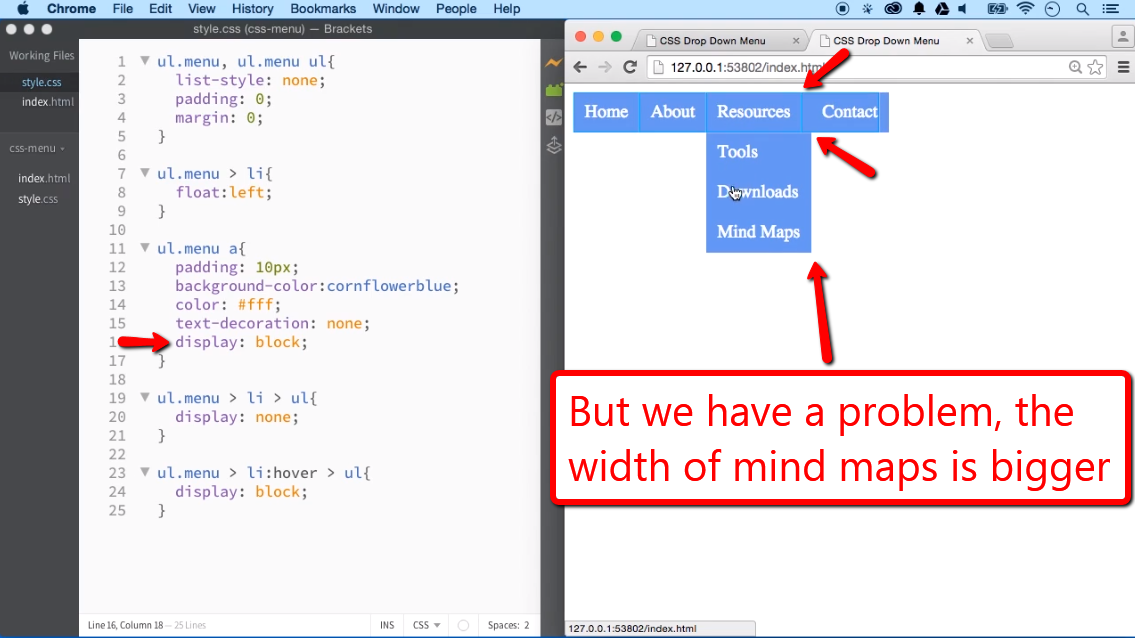 Chrome File Edit View History Bookmarks Window People Help
style.css (css-menu) — Brackets
Working Files
style.css
index.html
css-menu
index.html
style.css
1 ul.menu, ul.menu ul{
2 list-style: none;
3 padding: 0;
4 margin: 0;
5 }
6
7 ul.menu > li{
8 float:left;
9 }
10
11 ul.menu a{
12 padding: 10px;
13 background-color:cornflowerblue;
14 color: #fff;
15 text-decoration: none;
display: block;
17 }
18
19 ul.menu > li > ul{
20 display: none;
21 }
22
23 ul.menu > li:hover > ul{
24 display: block;
25 }
Line 16, Column 18 — 25 Lines
INS CSS Spaces: 2
CSS Drop Down Menu CSS Drop Down Menu
127.0.0.1:53802/index.html
Home About Resources Contact
Tools
Downloads
Mind Maps
But we have a problem, the
width of mind maps is bigger
127.0.0.1:53802/index.html